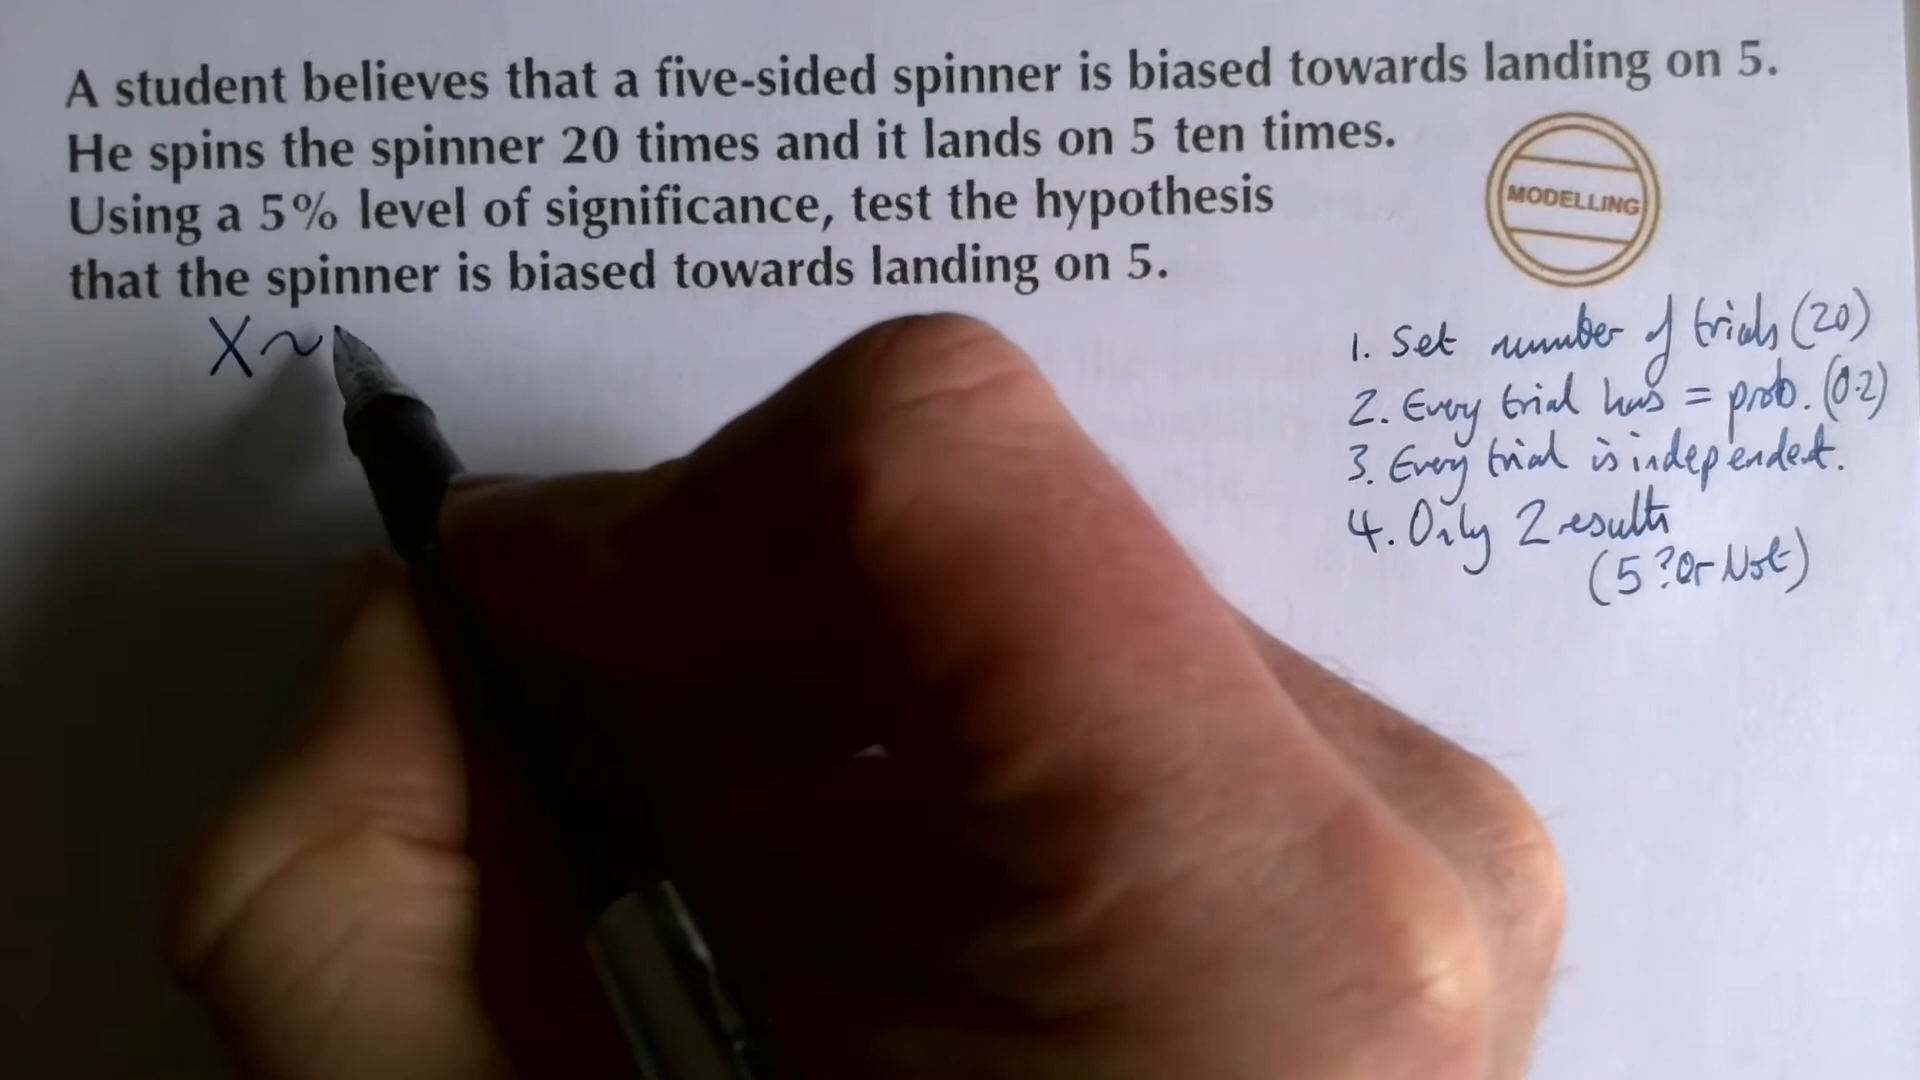 A student believes that a five-sided spinner is biased towards landing on 5.
He spins the spinner 20 times and it lands on 5 ten times.
Using a 5% level of significance, test the hypothesis
that the spinner is biased towards landing on 5.
MODELLING
X~
1. Set number of trials (20)
2. Every trial has = prob. (0.2)
3. Every trial is independent.
4. Only 2 results
(5 ? or Not)